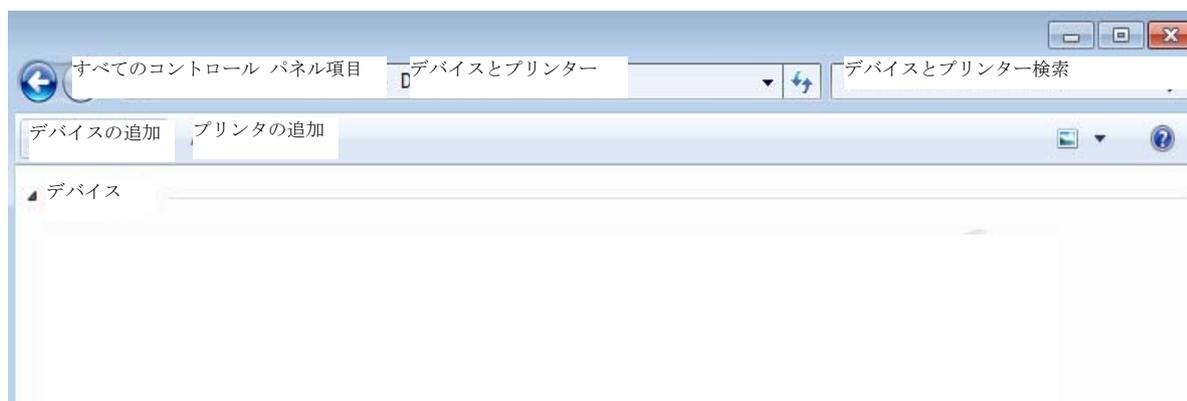 すべてのコントロール パネル項目 D デバイスとプリンター デバイスとプリンター検索
デバイスの追加 プリンタの追加
デバイス